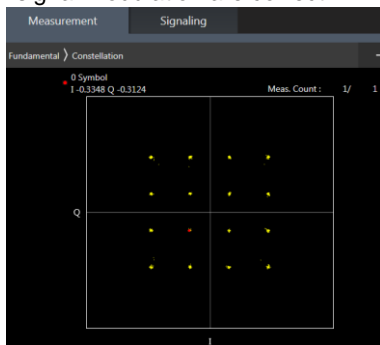 Measurement Signaling
Fundamental 〉 Constellation
0 Symbol
I -0.3348 Q -0.3124 Meas. Count : 1/ 1
Q
I